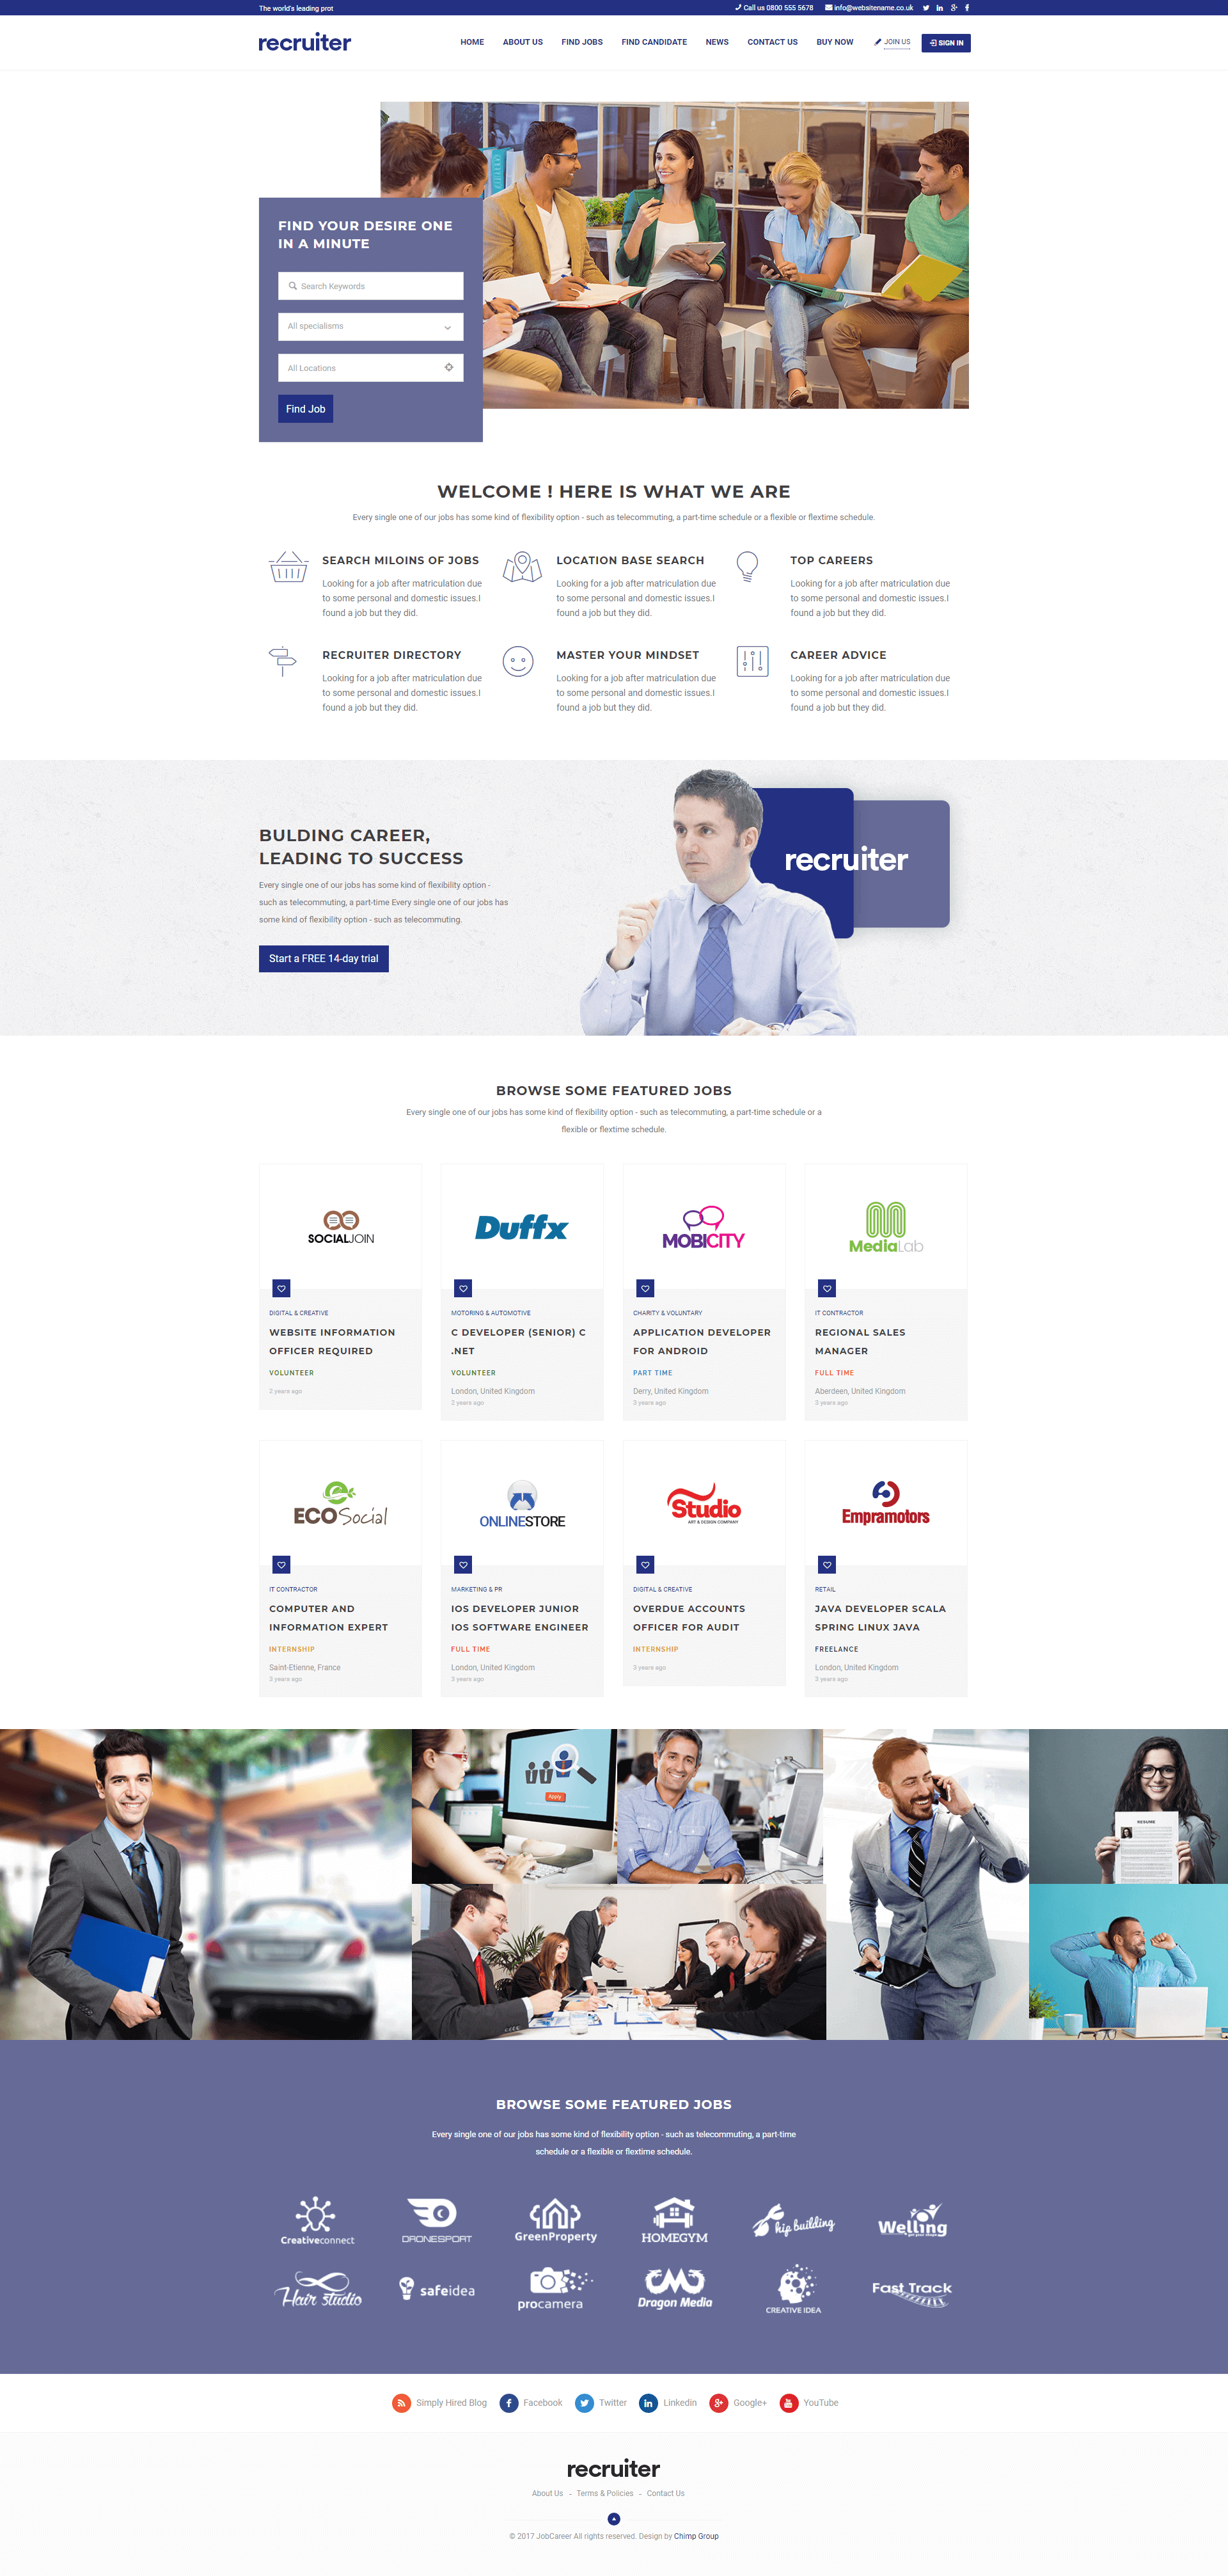 The world's leading prot
Call us 0800 555 5678 info@websitename.co.uk
recruiter
HOME ABOUT US FIND JOBS FIND CANDIDATE NEWS CONTACT US BUY NOW JOIN US SIGN IN
FIND YOUR DESIRE ONE
IN A MINUTE
Search Keywords
All specialisms
All Locations
Find Job
WELCOME ! HERE IS WHAT WE ARE
Every single one of our jobs has some kind of flexibility option - such as telecommuting, a part-time schedule or a flexible or flextime schedule.
SEARCH MILOINS OF JOBS
Looking for a job after matriculation due
to some personal and domestic issues.I
found a job but they did.
LOCATION BASE SEARCH
Looking for a job after matriculation due
to some personal and domestic issues.I
found a job but they did.
TOP CAREERS
Looking for a job after matriculation due
to some personal and domestic issues.I
found a job but they did.
RECRUITER DIRECTORY
Looking for a job after matriculation due
to some personal and domestic issues.I
found a job but they did.
MASTER YOUR MINDSET
Looking for a job after matriculation due
to some personal and domestic issues.I
found a job but they did.
CAREER ADVICE
Looking for a job after matriculation due
to some personal and domestic issues.I
found a job but they did.
BULDING CAREER,
LEADING TO SUCCESS
Every single one of our jobs has some kind of flexibility option -
such as telecommuting, a part-time Every single one of our jobs has
some kind of flexibility option - such as telecommuting.
Start a FREE 14-day trial
recruiter
BROWSE SOME FEATURED JOBS
Every single one of our jobs has some kind of flexibility option - such as telecommuting, a part-time schedule or a
flexible or flextime schedule.
SOCIALJOIN
DIGITAL & CREATIVE
WEBSITE INFORMATION
OFFICER REQUIRED
VOLUNTEER
2 years ago
Duffx
MOTORING & AUTOMOTIVE
C DEVELOPER (SENIOR) C
.NET
VOLUNTEER
London, United Kingdom
2 years ago
MOBICITY
CHARITY & VOLUNTARY
APPLICATION DEVELOPER
FOR ANDROID
PART TIME
Derry, United Kingdom
3 years ago
MediaLab
IT CONTRACTOR
REGIONAL SALES
MANAGER
FULL TIME
Aberdeen, United Kingdom
3 years ago
ECOSocial
IT CONTRACTOR
COMPUTER AND
INFORMATION EXPERT
INTERNSHIP
Saint-Etienne, France
3 years ago
ONLINESTORE
MARKETING & PR
IOS DEVELOPER JUNIOR
IOS SOFTWARE ENGINEER
FULL TIME
London, United Kingdom
3 years ago
Studio
ART & DESIGN COMPANY
DIGITAL & CREATIVE
OVERDUE ACCOUNTS
OFFICER FOR AUDIT
INTERNSHIP
3 years ago
Empramotors
RETAIL
JAVA DEVELOPER SCALA
SPRING LINUX JAVA
FREELANCE
London, United Kingdom
3 years ago
Apply
RESUME
BROWSE SOME FEATURED JOBS
Every single one of our jobs has some kind of flexibility option - such as telecommuting, a part-time
schedule or a flexible or flextime schedule.
Creativeconnect
DRONESPORT
GreenProperty
HOMEGYM
hip building
Welling
Hair studio
safeidea
procamera
Dragon Media
CREATIVE IDEA
Fast Track
Simply Hired Blog Facebook Twitter Linkedin Google+ YouTube
recruiter
About Us - Terms & Policies - Contact Us
© 2017 JobCareer All rights reserved. Design by Chimp Group